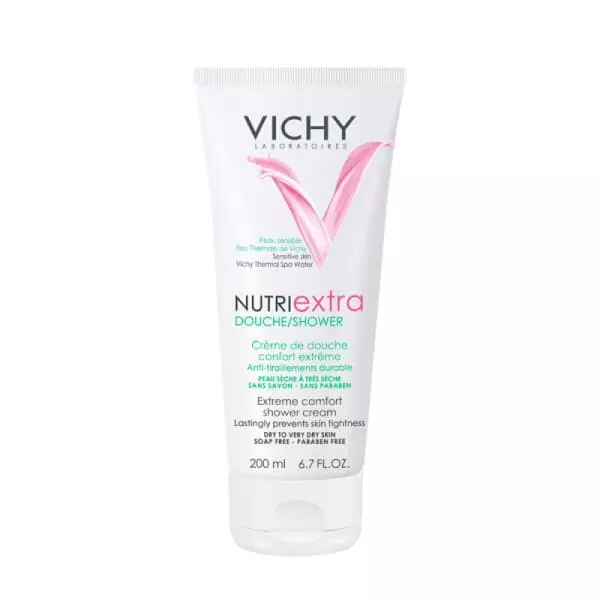 VICHY
LABORATOIRES
Peau sensible
Eau Thermale de Vichy
Sensitive skin
Vichy Thermal Spa Water
NUTRIextra
DOUCHE/SHOWER
Crème de douche
confort extrême
Anti-tiraillements durable
PEAU SÈCHE À TRÈS SÈCHE
SANS SAVON - SANS PARABEN
Extreme comfort
shower cream
Lastingly prevents skin tightness
DRY TO VERY DRY SKIN
SOAP FREE - PARABEN FREE
200 ml 6.7 FL.OZ.